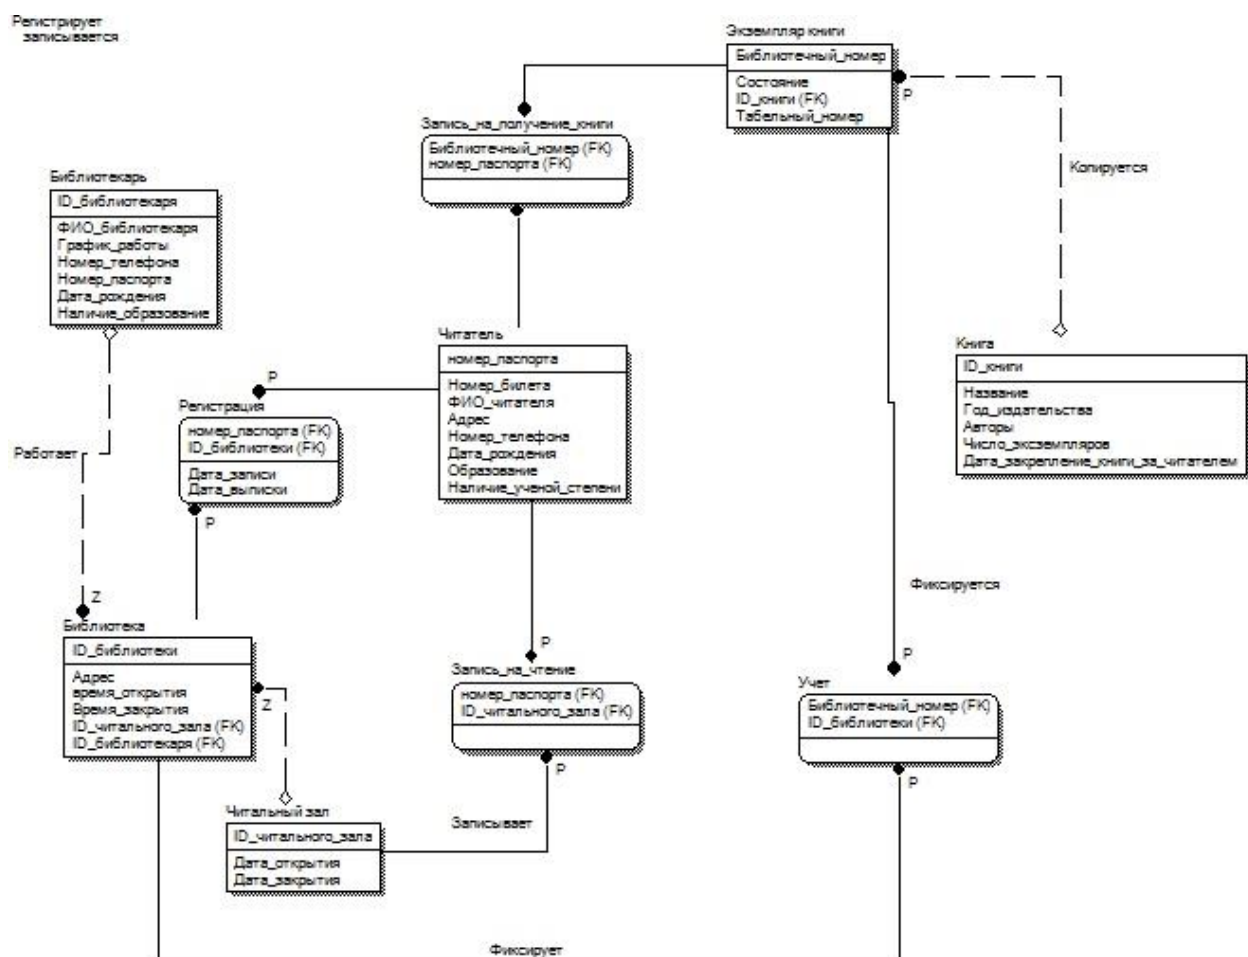 Регистрирует
записывается
Экземпляр книги
Библиотечный_номер
Состояние
ID_книги (FK)
Табельный_номер
P
Копируется
Запись_на_получение_книги
Библиотечный_номер (FK)
номер_паспорта (FK)
Библиотекарь
ID_библиотекаря
ФИО_библиотекаря
График_работы
Номер_телефона
Номер_паспорта
Дата_рождения
Наличие_образование
Читатель
номер_паспорта
Номер_билета
ФИО_читателя
Адрес
Номер_телефона
Дата_рождения
Образование
Наличие_ученой_степени
Книга
ID_книги
Название
Год_издательства
Авторы
Число_эксземпляров
Дата_закрепление_книги_за_читателем
P
Регистрация
номер_паспорта (FK)
ID_библиотеки (FK)
Дата_записи
Дата_выписки
P
Работает
Z
Фиксируется
Библиотека
ID_библиотеки
Адрес
время_открытия
Время_закрытия
ID_читального_зала (FK)
ID_библиотекаря (FK)
Z
P
Запись_на_чтение
номер_паспорта (FK)
ID_читального_зала (FK)
P
P
Учет
Библиотечный_номер (FK)
ID_библиотеки (FK)
P
Читальный зал
ID_читального_зала
Дата_открытия
Дата_закрытия
Записывает
Фиксирует